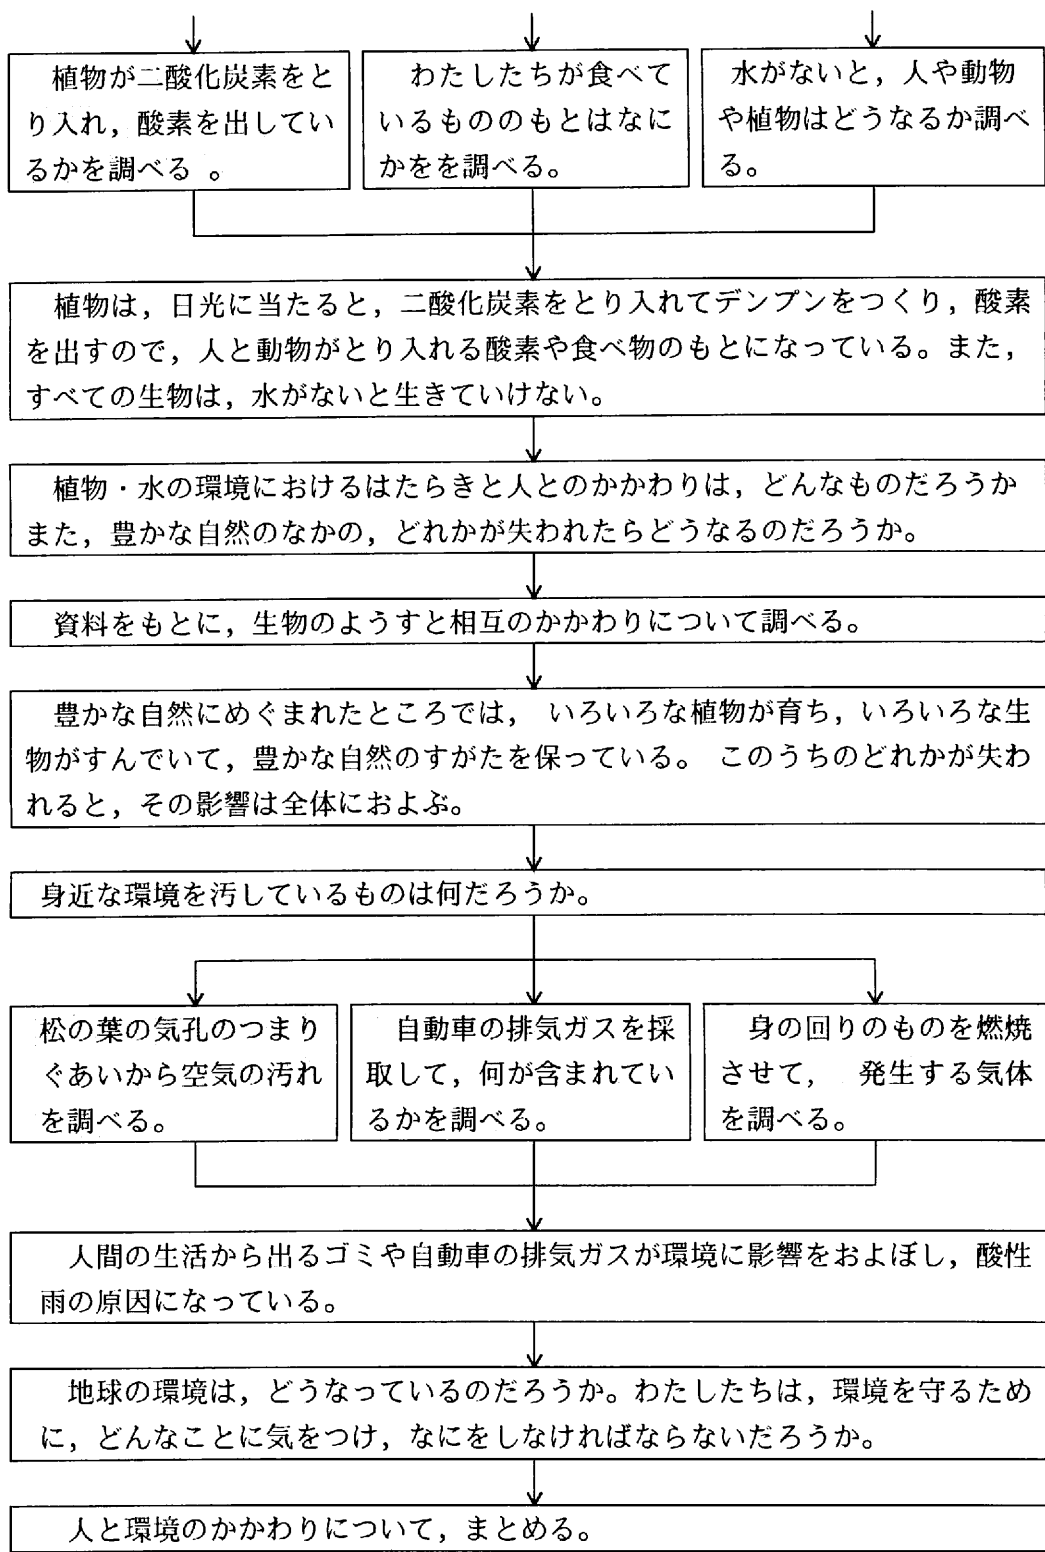 植物が二酸化炭素をと
り入れ，酸素を出してい
るかを調べる 。
わたしたちが食べて
いるもののもとはなに
かをを調べる。
水がないと，人や動物
や植物はどうなるか調べ
る。
植物は，日光に当たると，二酸化炭素をとり入れてデンプンをつくり，酸素
を出すので，人と動物がとり入れる酸素や食べ物のもとになっている。また，
すべての生物は，水がないと生きていけない。
植物・水の環境におけるはたらきと人とのかかわりは，どんなものだろうか
また，豊かな自然のなかの，どれかが失われたらどうなるのだろうか。
資料をもとに，生物のようすと相互のかかわりについて調べる。
豊かな自然にめぐまれたところでは， いろいろな植物が育ち，いろいろな生
物がすんでいて，豊かな自然のすがたを保っている。 このうちのどれかが失わ
れると，その影響は全体におよぶ。
身近な環境を汚しているものは何だろうか。
松の葉の気孔のつまり
ぐあいから空気の汚れ
を調べる。
自動車の排気ガスを採
取して，何が含まれてい
るかを調べる。
身の回りのものを燃焼
させて， 発生する気体
を調べる。
人間の生活から出るゴミや自動車の排気ガスが環境に影響をおよぼし，酸性
雨の原因になっている。
地球の環境は，どうなっているのだろうか。わたしたちは，環境を守るため
に，どんなことに気をつけ，なにをしなければならないだろうか。
人と環境のかかわりについて，まとめる。